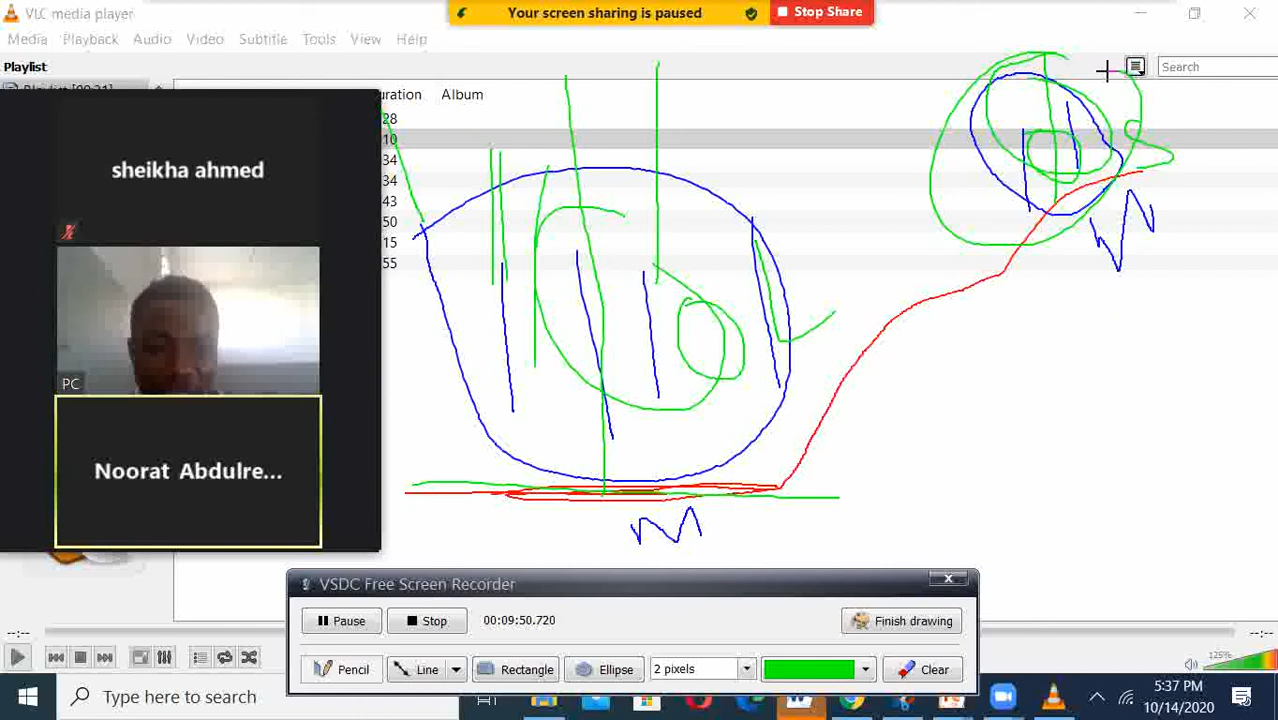 VLC media player
Your screen sharing is paused
Stop Share
Media Playback Audio Video Subtitle Tools View Help
Playlist
Search
uration Album
28
10
34
34
43
50
15
55
sheikha ahmed
PC
Noorat Abdulre...
M
M
VSDC Free Screen Recorder
Pause
Stop
00:09:50.720
Finish drawing
Pencil
Line
Rectangle
Ellipse
2 pixels
Clear
--:--
--:--
125%
Type here to search
5:37 PM
10/14/2020